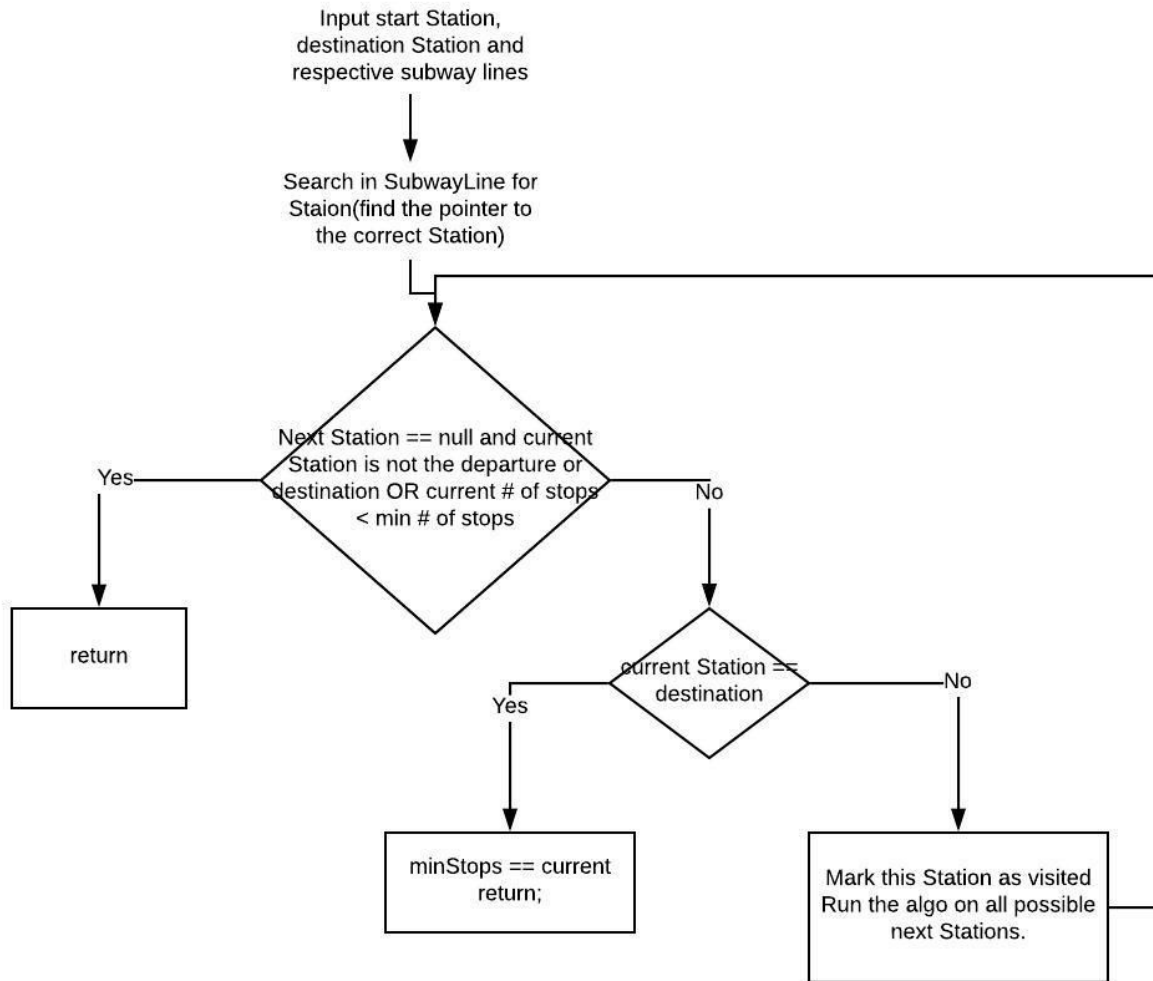 Input start Station,
destination Station and
respective subway lines
Search in SubwayLine for
Staion(find the pointer to
the correct Station)
Next Station == null and current
Station is not the departure or
destination OR current # of stops
< min # of stops
Yes
No
return
current Station ==
destination
Yes
No
minStops == current
return;
Mark this Station as visited
Run the algo on all possible
next Stations.